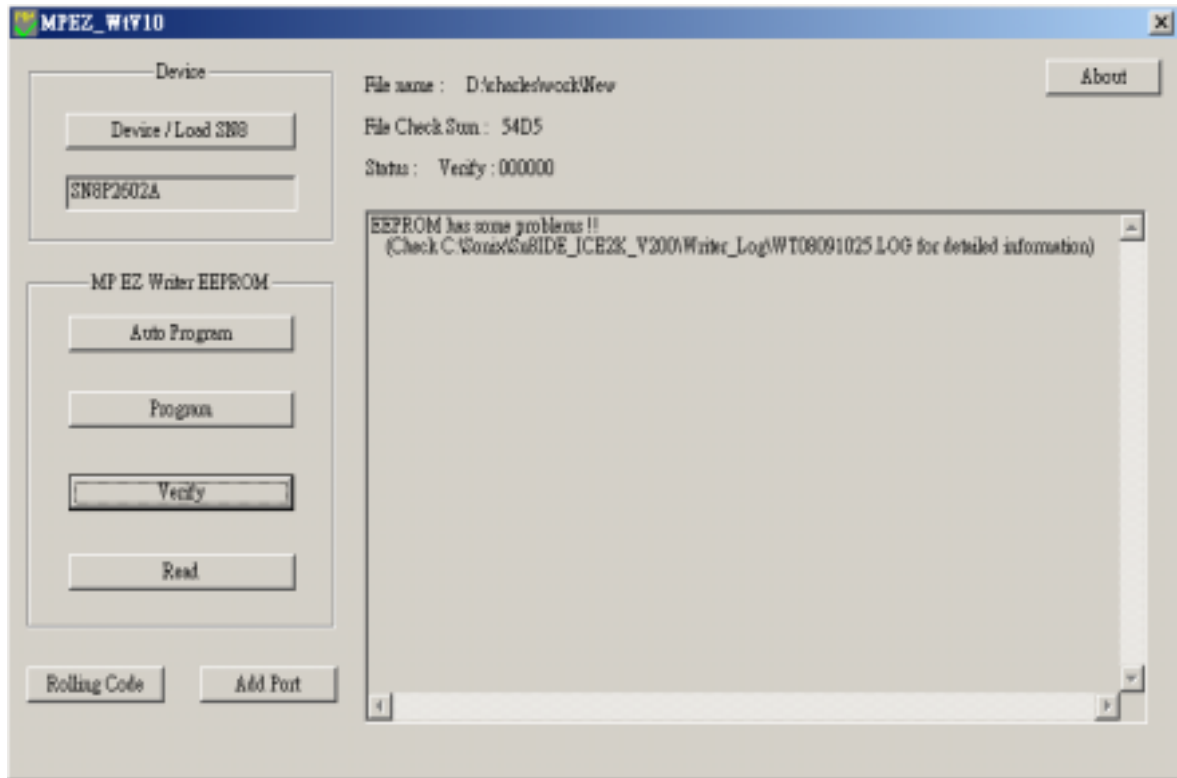 MPEZ_WtV10
Device
Device / Load SN8
SN8P2602A
MP EZ Writer EEPROM
Auto Program
Program
Verify
Read
Rolling Code
Add Port
File name : D:\charles\work\New
File Check Sum : 54D5
Status : Verify : 000000
About
EEPROM has some problems !!
(Check C:\Sonix\Sn8IDE_ICE2K_V200\Writer_Log\WT08091025.LOG for detailed information)